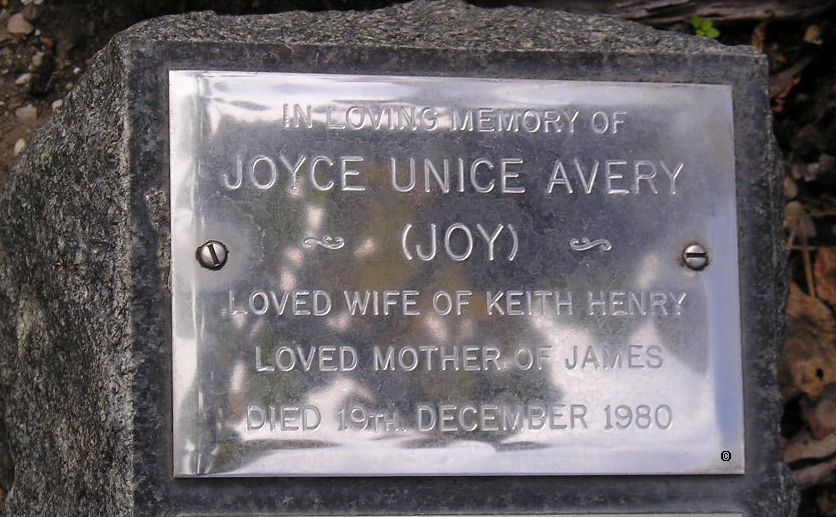 IN LOVING MEMORY OF
JOYCE UNICE AVERY
(JOY)
LOVED WIFE OF KEITH HENRY
LOVED MOTHER OF JAMES
DIED 19TH. DECEMBER 1980
©